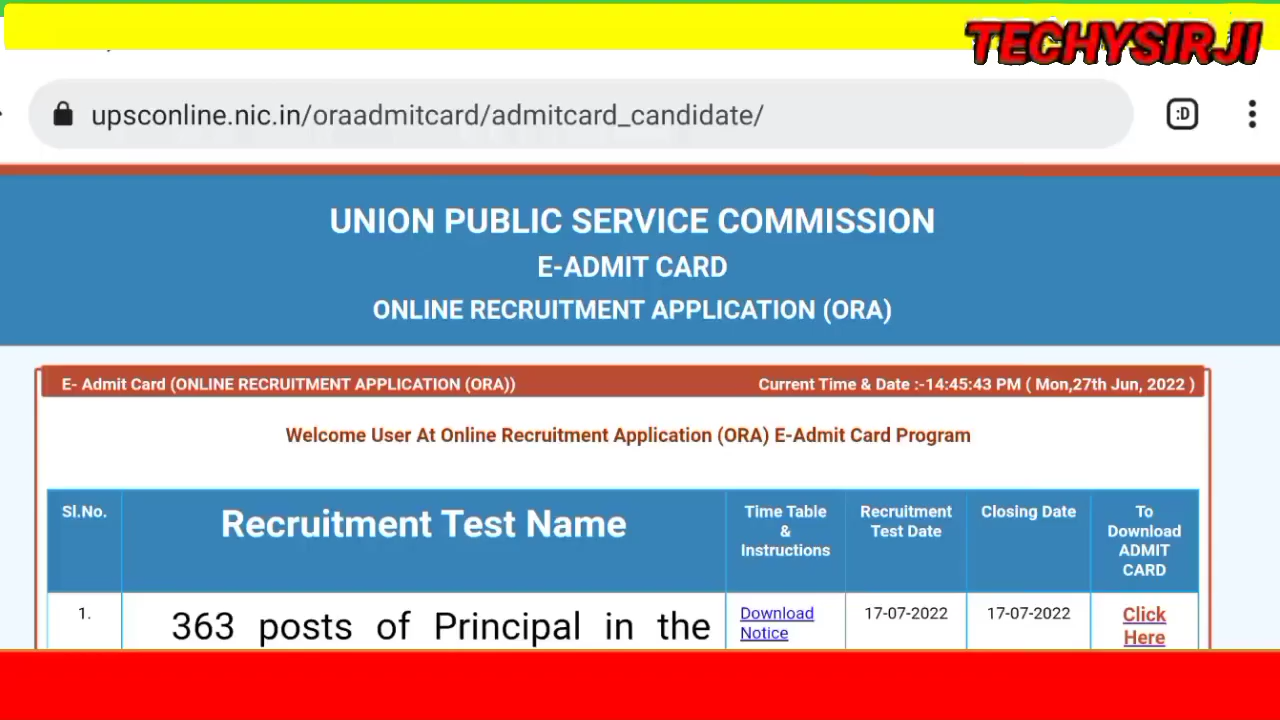 TECHYSIRJI
upsconline.nic.in/oraadmitcard/admitcard_candidate/
:D
UNION PUBLIC SERVICE COMMISSION
E-ADMIT CARD
ONLINE RECRUITMENT APPLICATION (ORA)
E- Admit Card (ONLINE RECRUITMENT APPLICATION (ORA)) Current Time & Date :-14:45:43 PM ( Mon,27th Jun, 2022 )
Welcome User At Online Recruitment Application (ORA) E-Admit Card Program
Sl.No.
Recruitment Test Name
Time Table
&
Instructions
Recruitment
Test Date
Closing Date
To
Download
ADMIT
CARD
1.
363 posts of Principal in the
Download
Notice
17-07-2022
17-07-2022
Click
Here